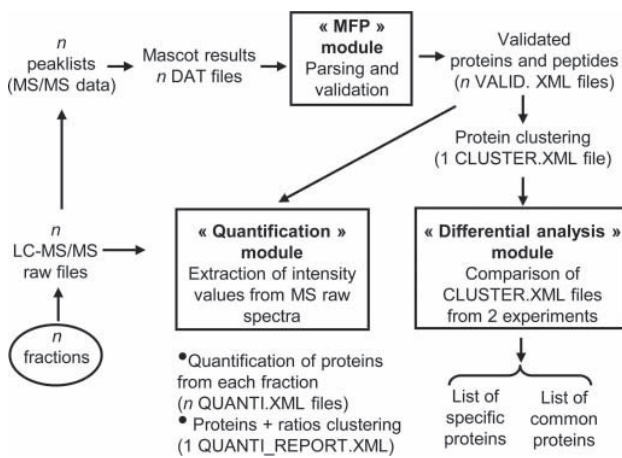 n
peaklists
(MS/MS data)
Mascot results
n DAT files
« MFP »
module
Parsing and
validation
Validated
proteins and peptides
(n VALID. XML files)
Protein clustering
(1 CLUSTER.XML file)
n
LC-MS/MS
raw files
« Quantification »
module
Extraction of intensity
values from MS raw
spectra
« Differential analysis »
module
Comparison of
CLUSTER.XML files
from 2 experiments
n
fractions
•Quantification of proteins
from each fraction
(n QUANTI.XML files)
•Proteins + ratios clustering
(1 QUANTI_REPORT.XML)
List of
specific
proteins
List of
common
proteins